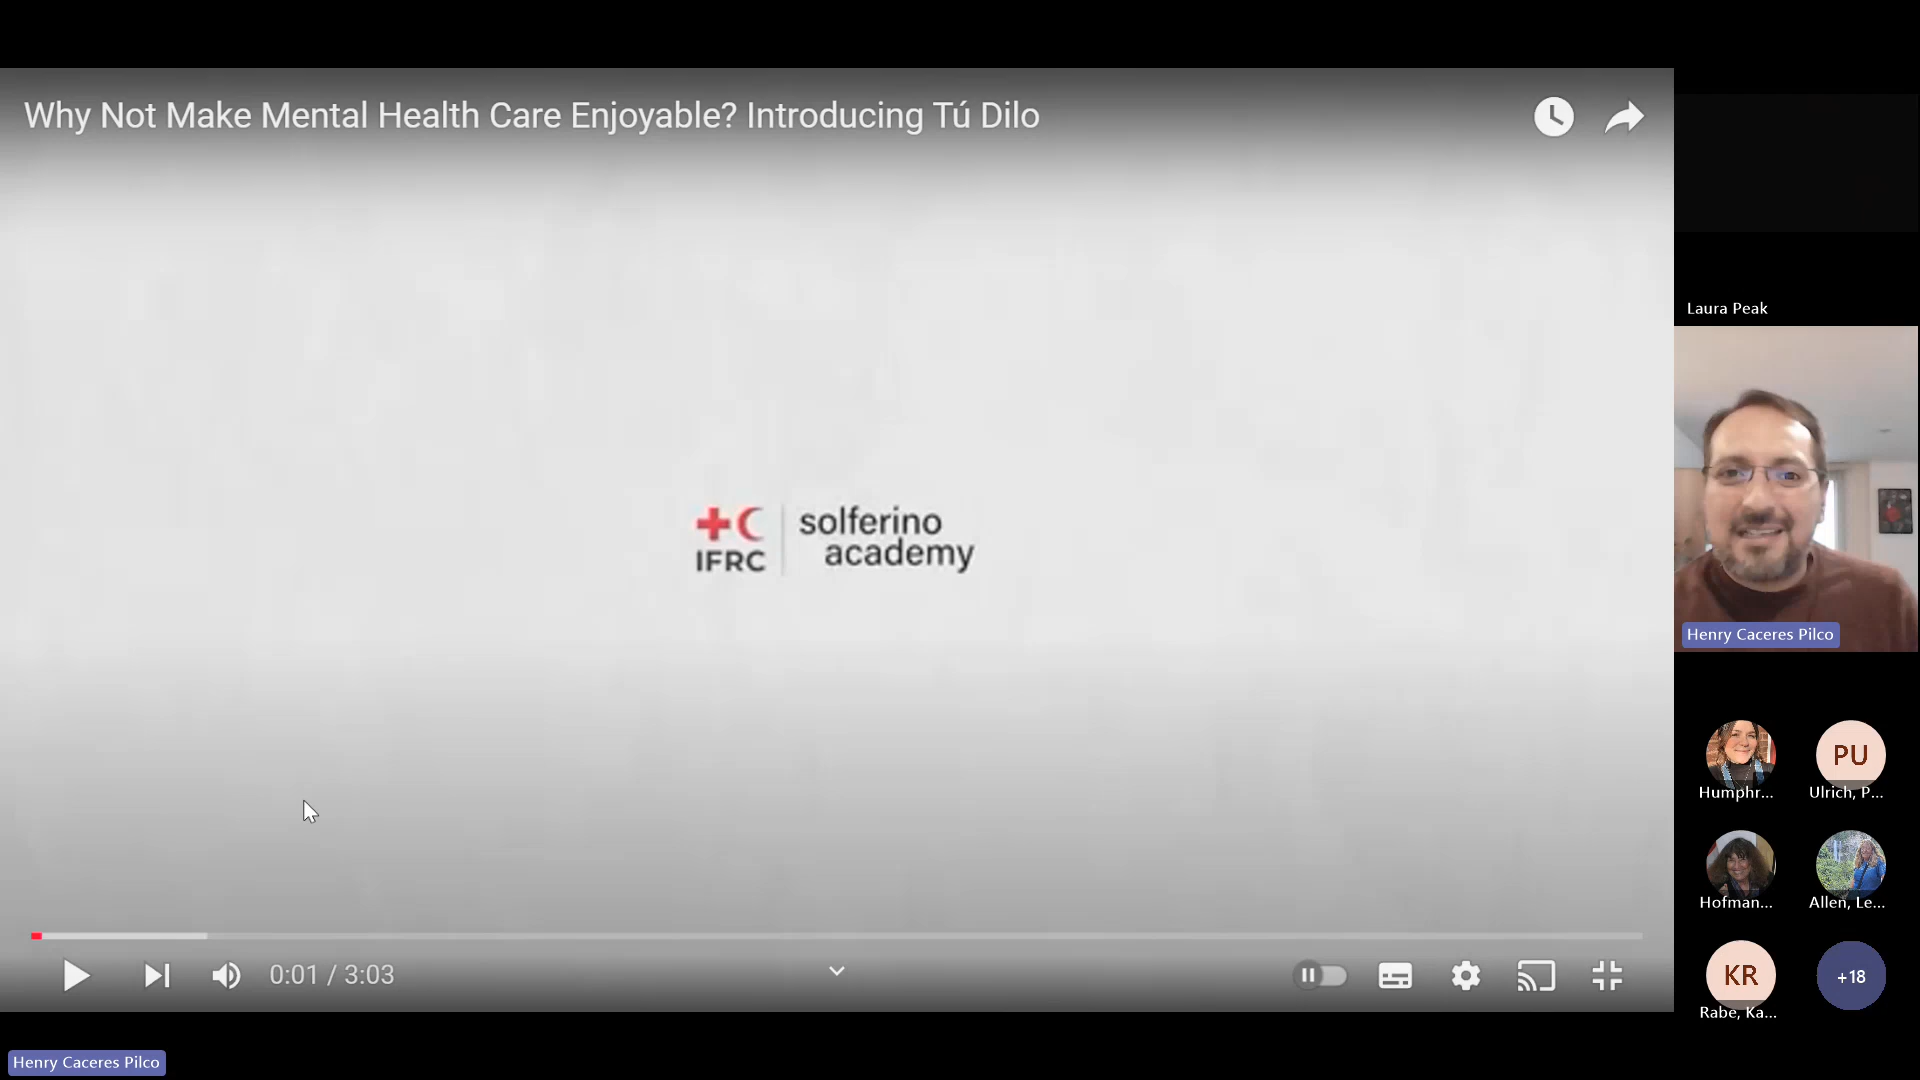 Why Not Make Mental Health Care Enjoyable? Introducing Tú Dilo
Laura Peak
IFRC
solferino
academy
Henry Caceres Pilco
PU
Humphr...
Ulrich, P...
Hofman...
Allen, Le...
KR
+18
Rabe, Ka...
0:01 / 3:03
Henry Caceres Pilco